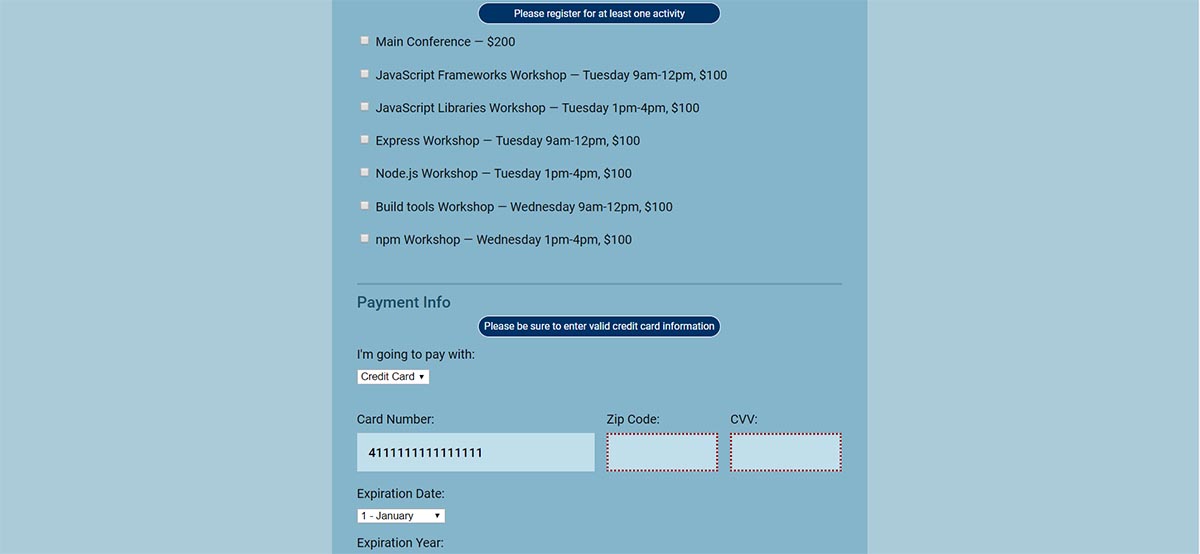 Please register for at least one activity
Main Conference — $200
JavaScript Frameworks Workshop — Tuesday 9am-12pm, $100
JavaScript Libraries Workshop — Tuesday 1pm-4pm, $100
Express Workshop — Tuesday 9am-12pm, $100
Node.js Workshop — Tuesday 1pm-4pm, $100
Build tools Workshop — Wednesday 9am-12pm, $100
npm Workshop — Wednesday 1pm-4pm, $100
Payment Info
Please be sure to enter valid credit card information
I'm going to pay with:
Credit Card
Card Number: Zip Code: CVV:
4111111111111111
Expiration Date:
1 - January
Expiration Year: